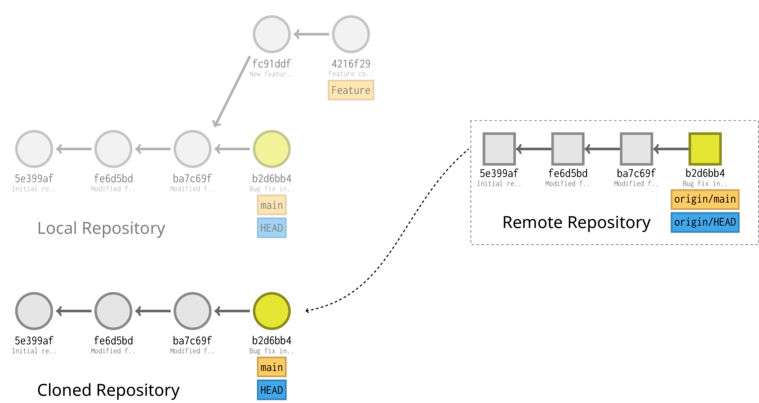 fc91ddf
New featur..
4216f29
Feature co..
Feature
5e399af
Initial re..
fe6d5bd
Modified f..
ba7c69f
Modified f..
b2d6bb4
Bug fix in..
main
HEAD
Local Repository
5e399af
Initial re..
fe6d5bd
Modified f..
ba7c69f
Modified f..
b2d6bb4
Bug fix in..
origin/main
origin/HEAD
Remote Repository
5e399af
Initial re..
fe6d5bd
Modified f..
ba7c69f
Modified f..
b2d6bb4
Bug fix in..
main
HEAD
Cloned Repository